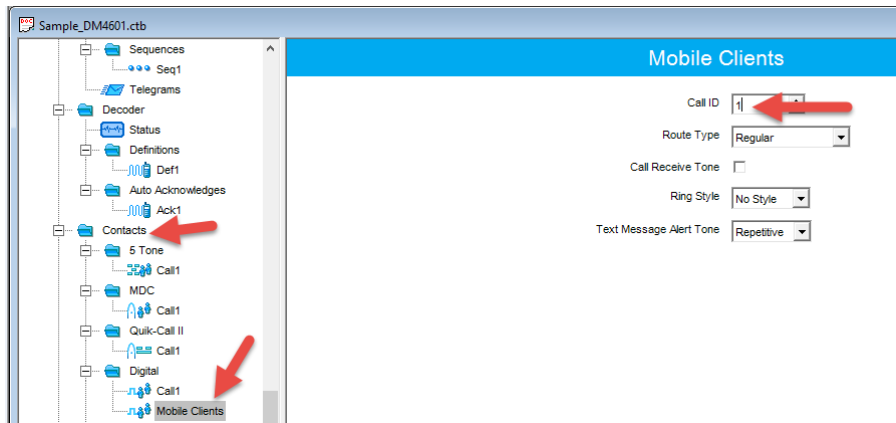 Sample_DM4601.ctb
Sequences
Seq1
Telegrams
Decoder
Status
Definitions
Def1
Auto Acknowledges
Ack1
Contacts
5 Tone
Call1
MDC
Call1
Quik-Call II
Call1
Digital
Call1
Mobile Clients
Mobile Clients
Call ID 1
Route Type Regular
Call Receive Tone
Ring Style No Style
Text Message Alert Tone Repetitive